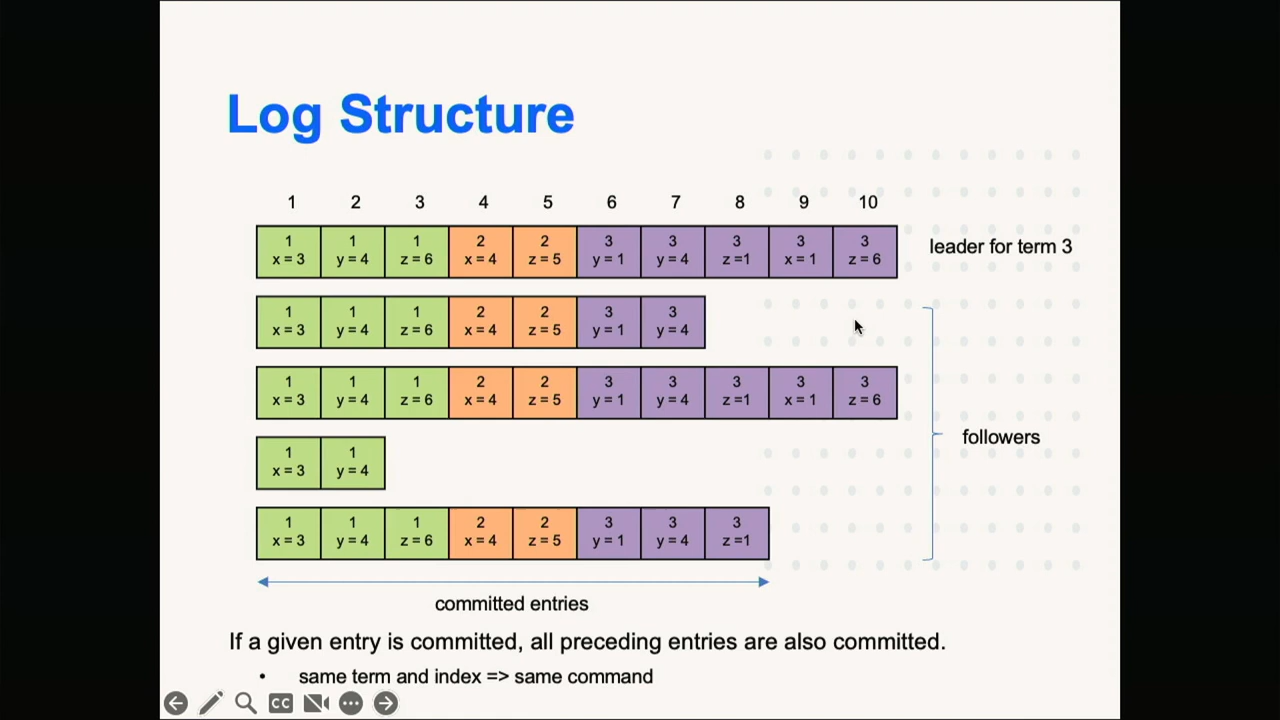 Log Structure
1 2 3 4 5 6 7 8 9 10
1 1 1 2 2 3 3 3 3 3
x = 3 y = 4 z = 6 x = 4 z = 5 y = 1 y = 4 z =1 x = 1 z = 6
leader for term 3
1 1 1 2 2 3 3
x = 3 y = 4 z = 6 x = 4 z = 5 y = 1 y = 4
1 1 1 2 2 3 3 3 3 3
x = 3 y = 4 z = 6 x = 4 z = 5 y = 1 y = 4 z =1 x = 1 z = 6
followers
1 1
x = 3 y = 4
1 1 1 2 2 3 3 3
x = 3 y = 4 z = 6 x = 4 z = 5 y = 1 y = 4 z =1
committed entries
If a given entry is committed, all preceding entries are also committed.
• same term and index => same command
CC